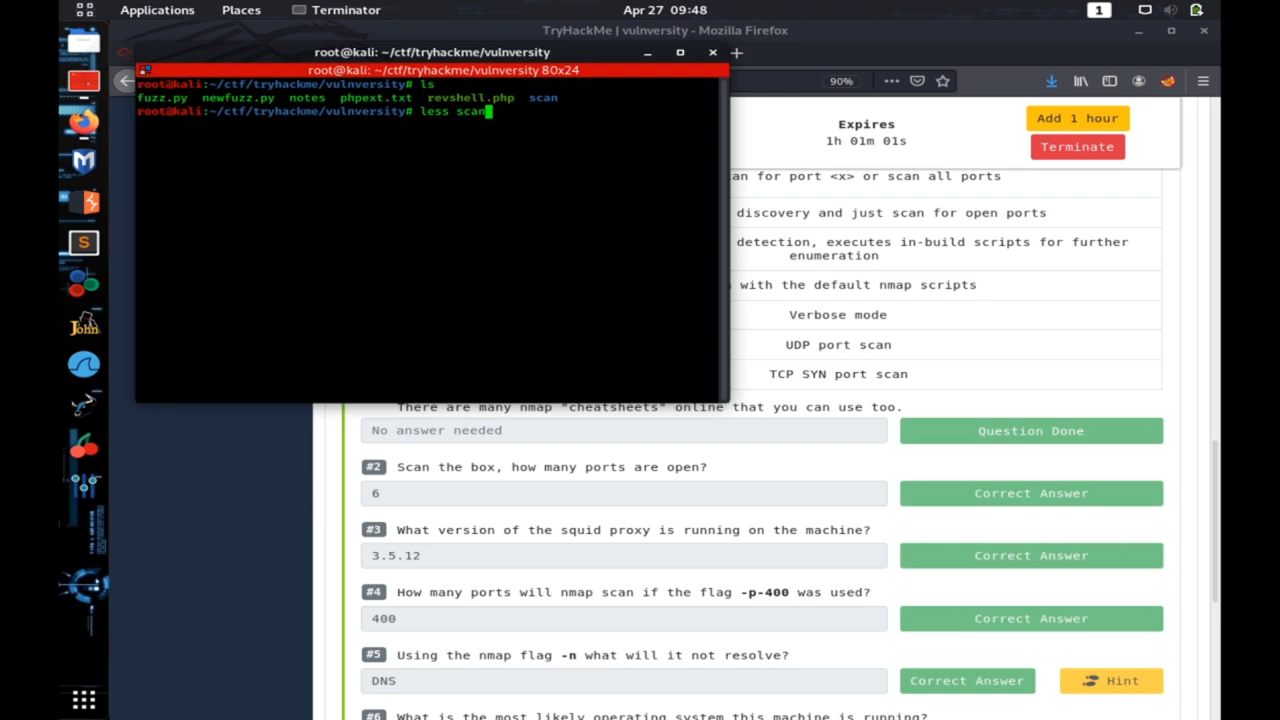 Applications Places Terminator Apr 27 09:48 1
TryHackMe | vulnversity - Mozilla Firefox
root@kali: ~/ctf/tryhackme/vulnversity
root@kali: ~/ctf/tryhackme/vulnversity 80x24
root@kali:~/ctf/tryhackme/vulnversity# ls
fuzz.py newfuzz.py notes phpext.txt revshell.php scan
root@kali:~/ctf/tryhackme/vulnversity# less scan
90%
Expires
1h 01m 01s
Add 1 hour
Terminate
an for port <x> or scan all ports
discovery and just scan for open ports
detection, executes in-build scripts for further
enumeration
with the default nmap scripts
Verbose mode
UDP port scan
TCP SYN port scan
There are many nmap "cheatsheets" online that you can use too.
No answer needed Question Done
#2 Scan the box, how many ports are open?
6 Correct Answer
#3 What version of the squid proxy is running on the machine?
3.5.12 Correct Answer
#4 How many ports will nmap scan if the flag -p-400 was used?
400 Correct Answer
#5 Using the nmap flag -n what will it not resolve?
DNS Correct Answer Hint
#6 What is the most likely operating system this machine is running?
John